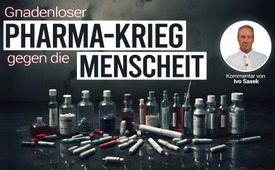 Gnadenloser
PHARMA-KRIEG
gegen die MENSCHEIT
Kommentar von
Ivo Sasek